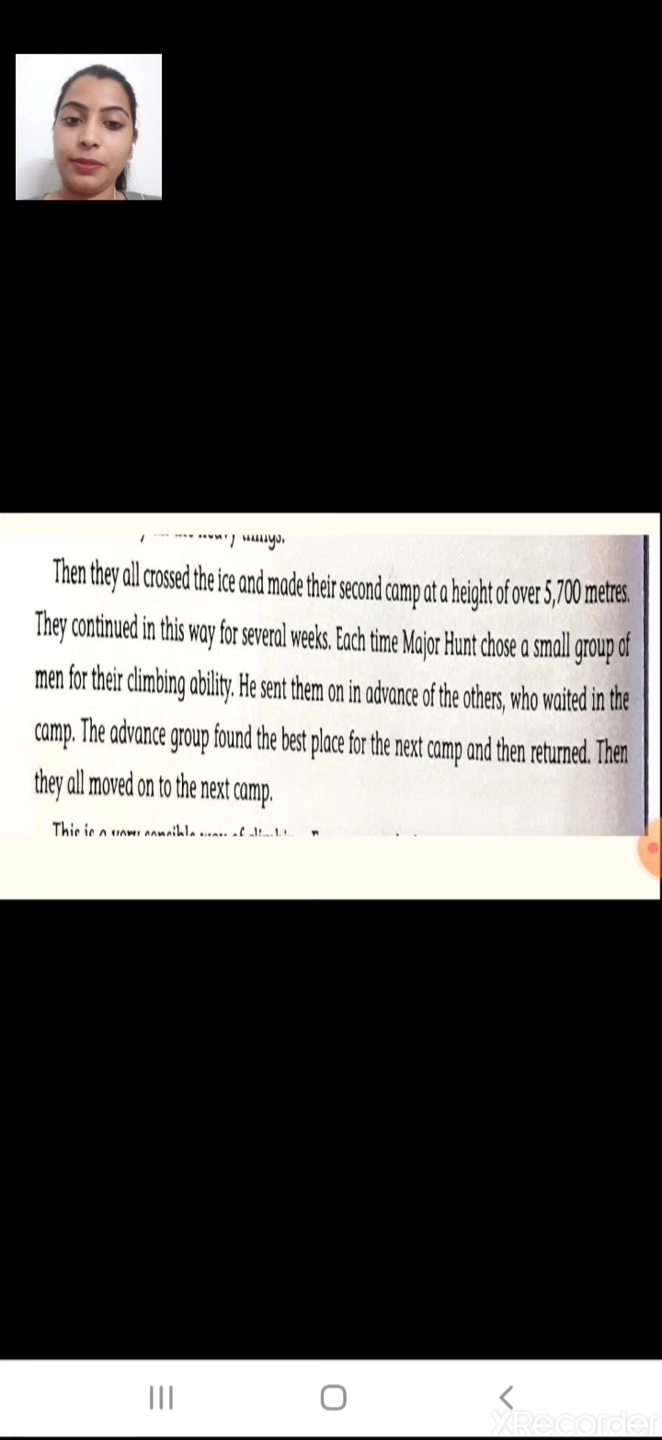 things.
Then they all crossed the ice and made their second camp at a height of over 5,700 metres.
They continued in this way for several weeks. Each time Major Hunt chose a small group of
men for their climbing ability. He sent them on in advance of the others, who waited in the
camp. The advance group found the best place for the next camp and then returned. Then
they all moved on to the next camp.
This is a very sensible way of
XRecorder